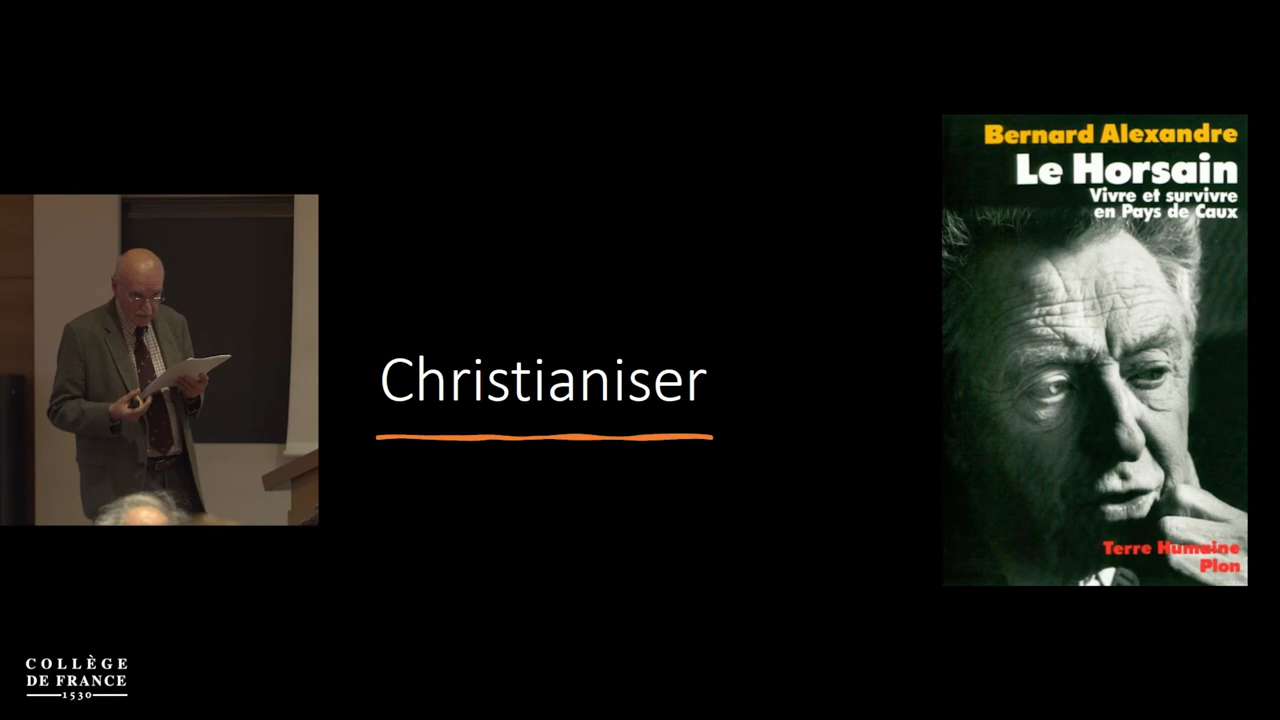 Christianiser
Bernard Alexandre
Le Horsain
Vivre et survivre
en Pays de Caux
Terre Humaine
Plon
COLLÈGE
DE FRANCE
1530